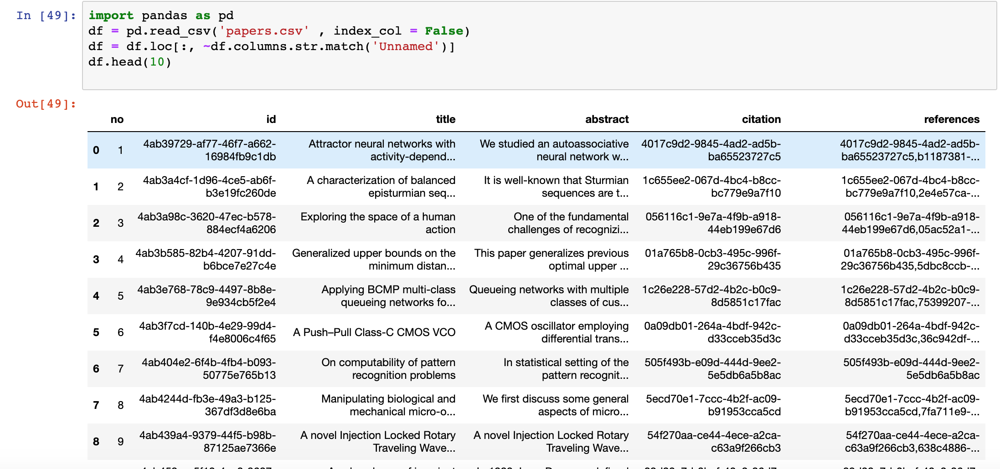 In [49]:
import pandas as pd
df = pd.read_csv('papers.csv' , index_col = False)
df = df.loc[:, ~df.columns.str.match('Unnamed')]
df.head(10)
Out[49]:
no id title abstract citation references
0 1 4ab39729-af77-46f7-a662- Attractor neural networks with We studied an autoassociative 4017c9d2-9845-4ad2-ad5b- 4017c9d2-9845-4ad2-ad5b-
16984fb9c1db activity-depend... neural network w... ba65523727c5 ba65523727c5,b1187381-...
1 2 4ab3a4cf-1d96-4ce5-ab6f- A characterization of balanced It is well-known that Sturmian 1c655ee2-067d-4bc4-b8cc- 1c655ee2-067d-4bc4-b8cc-
b3e19fc260de episturmian seq... sequences are t... bc779e9a7f10 bc779e9a7f10,2e4e57ca-...
2 3 4ab3a98c-3620-47ec-b578- Exploring the space of a human One of the fundamental 056116c1-9e7a-4f9b-a918- 056116c1-9e7a-4f9b-a918-
884ecf4a6206 action challenges of recognizi... 44eb199e67d6 44eb199e67d6,05ac52a1-...
3 4 4ab3b585-82b4-4207-91dd- Generalized upper bounds on the This paper generalizes previous 01a765b8-0cb3-495c-996f- 01a765b8-0cb3-495c-996f-
b6bce7e27c4e minimum distan... optimal upper ... 29c36756b435 29c36756b435,5dbc8ccb-...
4 5 4ab3e768-78c9-4497-8b8e- Applying BCMP multi-class Queueing networks with multiple 1c26e228-57d2-4b2c-b0c9- 1c26e228-57d2-4b2c-b0c9-
9e934cb5f2e4 queueing networks fo... classes of cus... 8d5851c17fac 8d5851c17fac,75399207-...
5 6 4ab3f7cd-140b-4e29-99d4- A Push–Pull Class-C CMOS VCO A CMOS oscillator employing 0a09db01-264a-4bdf-942c- 0a09db01-264a-4bdf-942c-
f4e8006c4f65 differential trans... d33cceb35d3c d33cceb35d3c,36c942df-...
6 7 4ab404e2-6f4b-4fb4-b093- On computability of pattern In statistical setting of the 505f493b-e09d-444d-9ee2- 505f493b-e09d-444d-9ee2-
50775e765b13 recognition problems pattern recognit... 5e5db6a5b8ac 5e5db6a5b8ac
7 8 4ab4244d-fb3e-49a3-b125- Manipulating biological and We first discuss some general 5ecd70e1-7ccc-4b2f-ac09- 5ecd70e1-7ccc-4b2f-ac09-
367df3d8e6ba mechanical micro-o... aspects of micro... b91953cca5cd b91953cca5cd,7fa711e9-...
8 9 4ab439a4-9379-44f5-b98b- A novel Injection Locked Rotary A novel Injection Locked Rotary 54f270aa-ce44-4ece-a2ca- 54f270aa-ce44-4ece-a2ca-
87125ae7366e Traveling Wave... Traveling Wave... c63a9f266cb3 c63a9f266cb3,638c4886-...